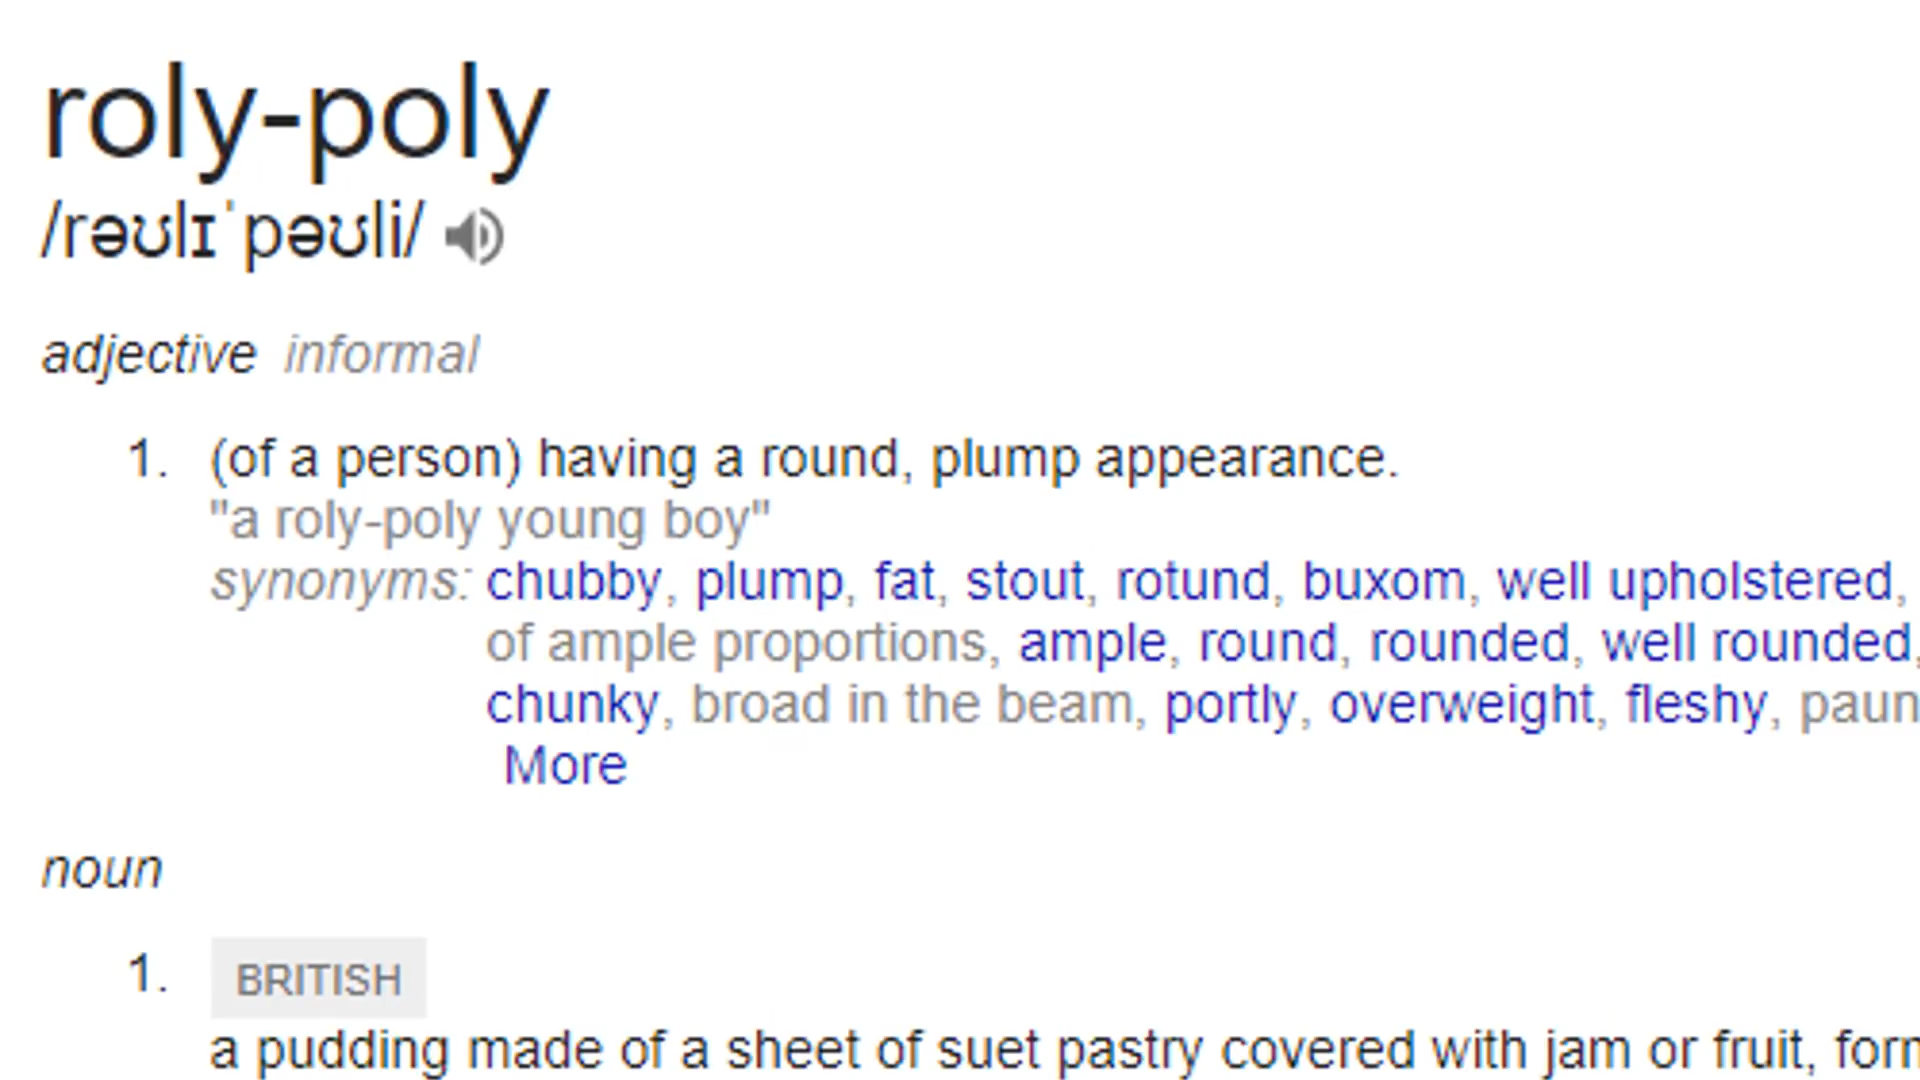 roly-poly
/rəʊlɪˈpəʊli/
adjective informal
1. (of a person) having a round, plump appearance.
"a roly-poly young boy"
synonyms: chubby, plump, fat, stout, rotund, buxom, well upholstered,
of ample proportions, ample, round, rounded, well rounded,
chunky, broad in the beam, portly, overweight, fleshy,
More
noun
1. BRITISH
a pudding made of a sheet of suet pastry covered with jam or fruit,